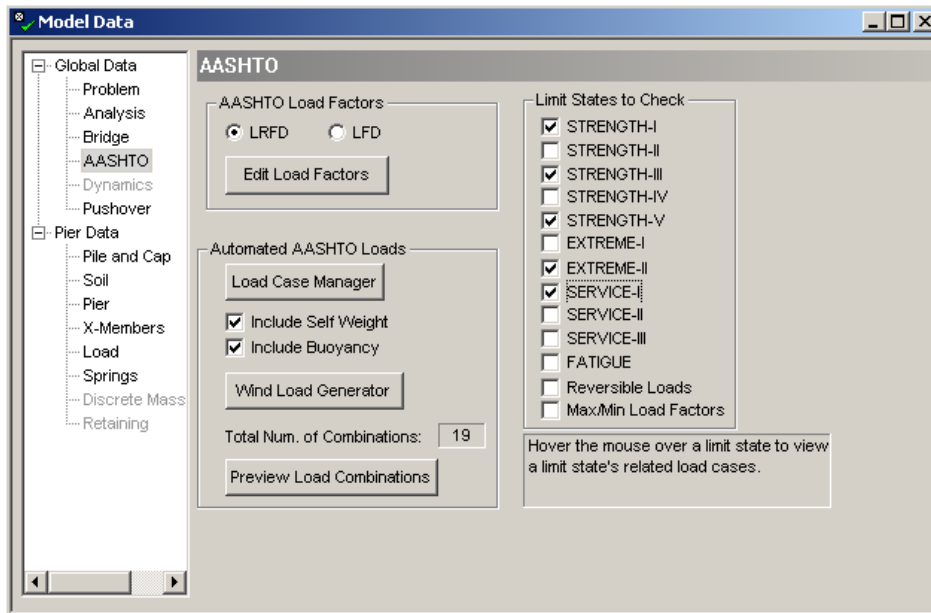 Model Data
Global Data
Problem
Analysis
Bridge
AASHTO
Dynamics
Pushover
Pier Data
Pile and Cap
Soil
Pier
X-Members
Load
Springs
Discrete Mass
Retaining
AASHTO
AASHTO Load Factors
LRFD LFD
Edit Load Factors
Automated AASHTO Loads
Load Case Manager
Include Self Weight
Include Buoyancy
Wind Load Generator
Total Num. of Combinations: 19
Preview Load Combinations
Limit States to Check
STRENGTH-I
STRENGTH-II
STRENGTH-III
STRENGTH-IV
STRENGTH-V
EXTREME-I
EXTREME-II
SERVICE-I
SERVICE-II
SERVICE-III
FATIGUE
Reversible Loads
Max/Min Load Factors
Hover the mouse over a limit state to view
a limit state's related load cases.